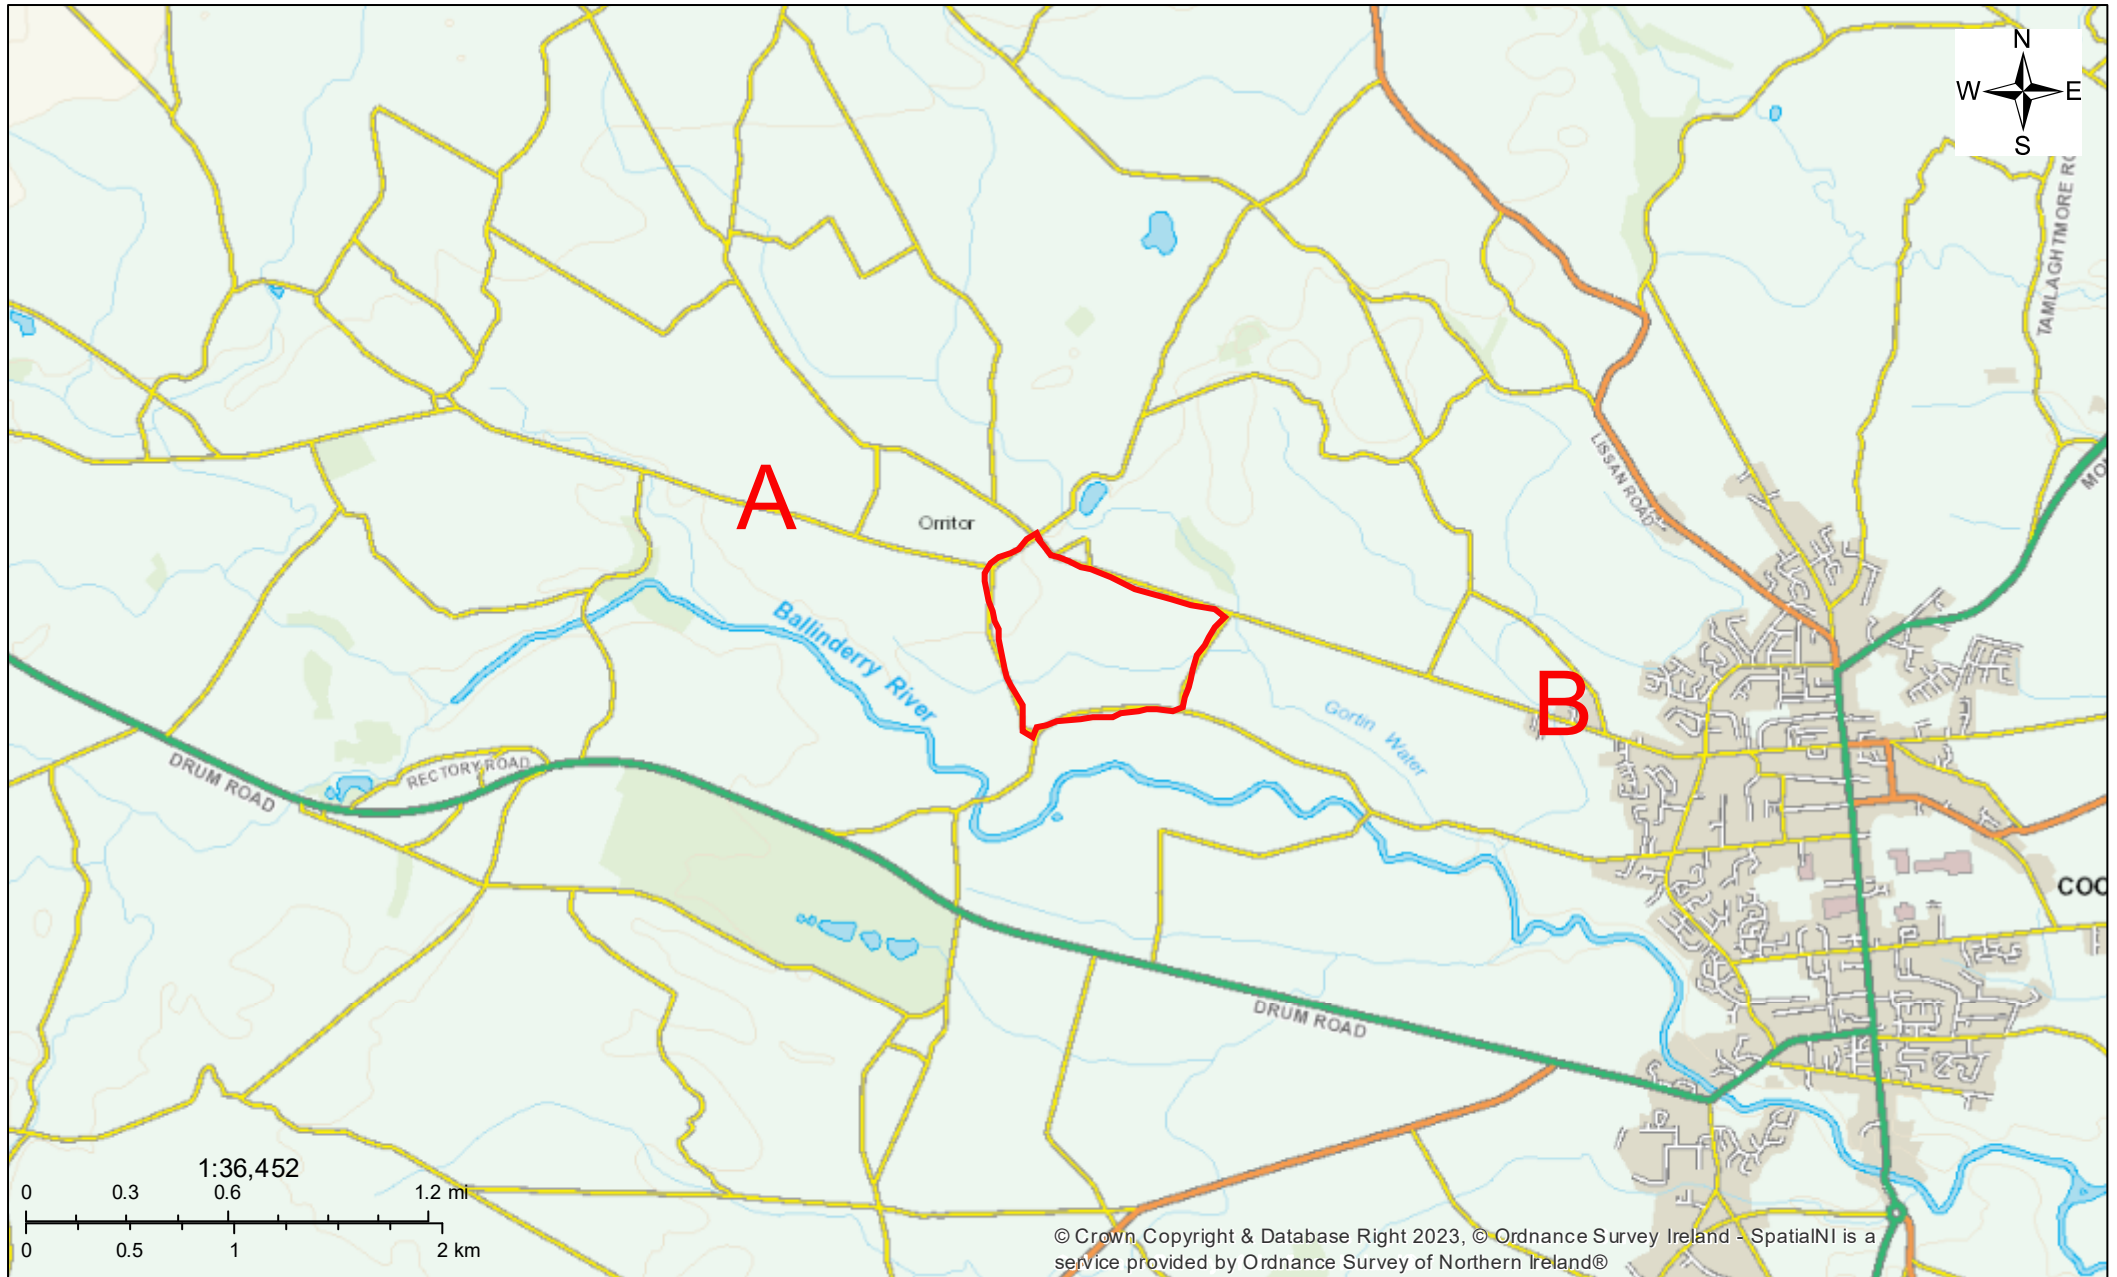 N
W E
S
TAMLAGHTMORE
LISSAN ROAD
A
Orritor
Ballinderry River
B
Gortin Water
DRUM ROAD
RECTORY ROAD
COO
DRUM ROAD
1:36,452
0 0.3 0.6 1.2 mi
0 0.5 1 2 km
© Crown Copyright & Database Right 2023, © Ordnance Survey Ireland - SpatialNI is a
service provided by Ordnance Survey of Northern Ireland®